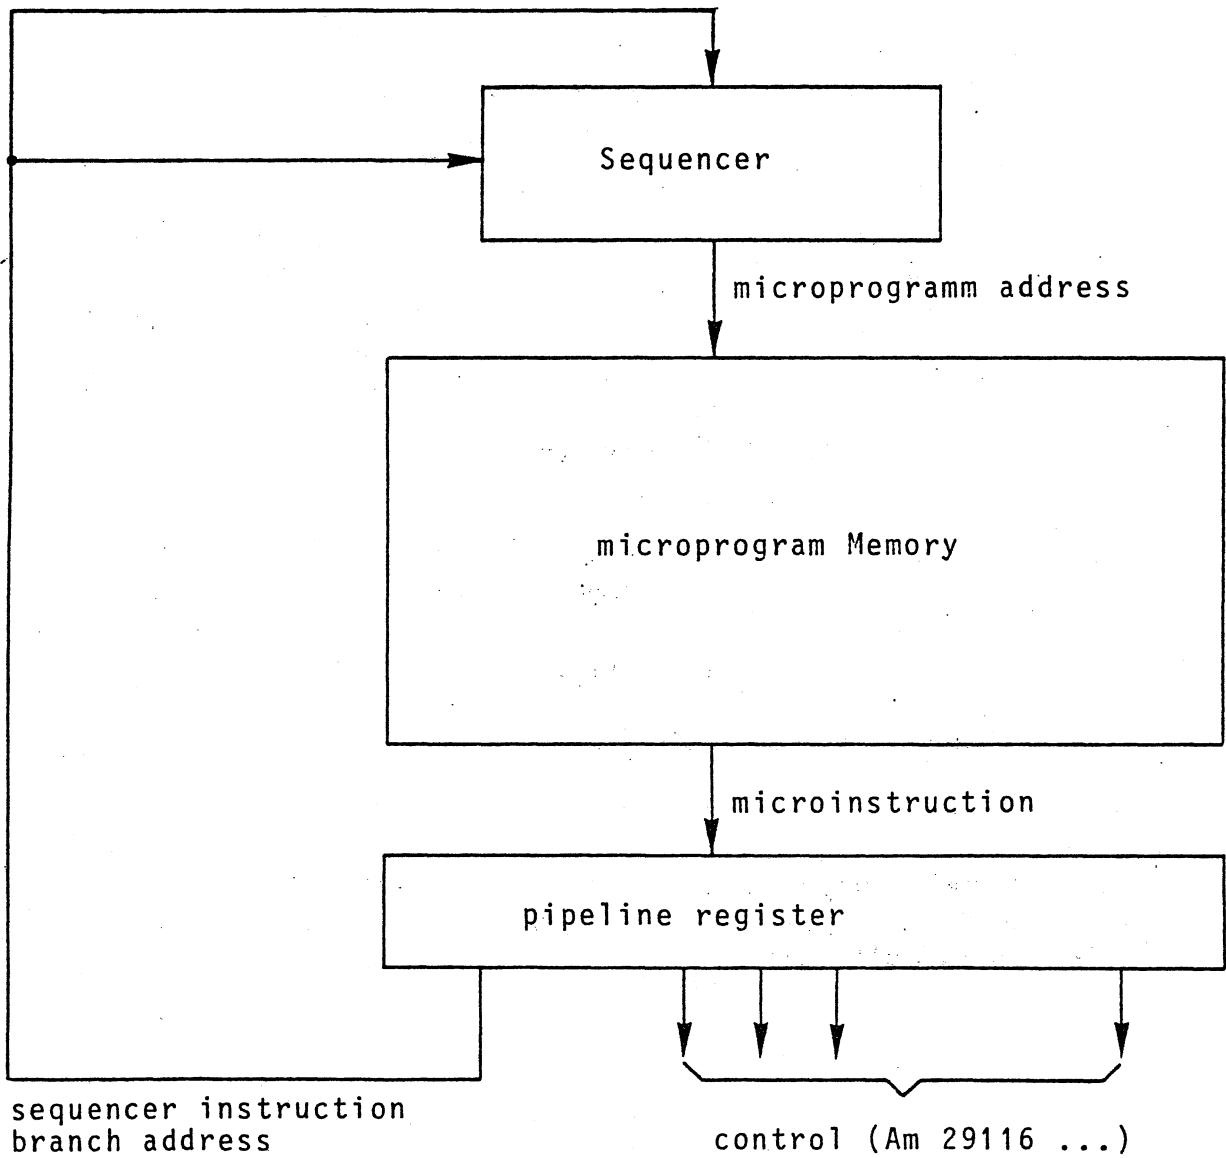 Sequencer
microprogramm address
microprogram Memory
microinstruction
pipeline register
sequencer instruction
branch address
control (Am 29116 ...)